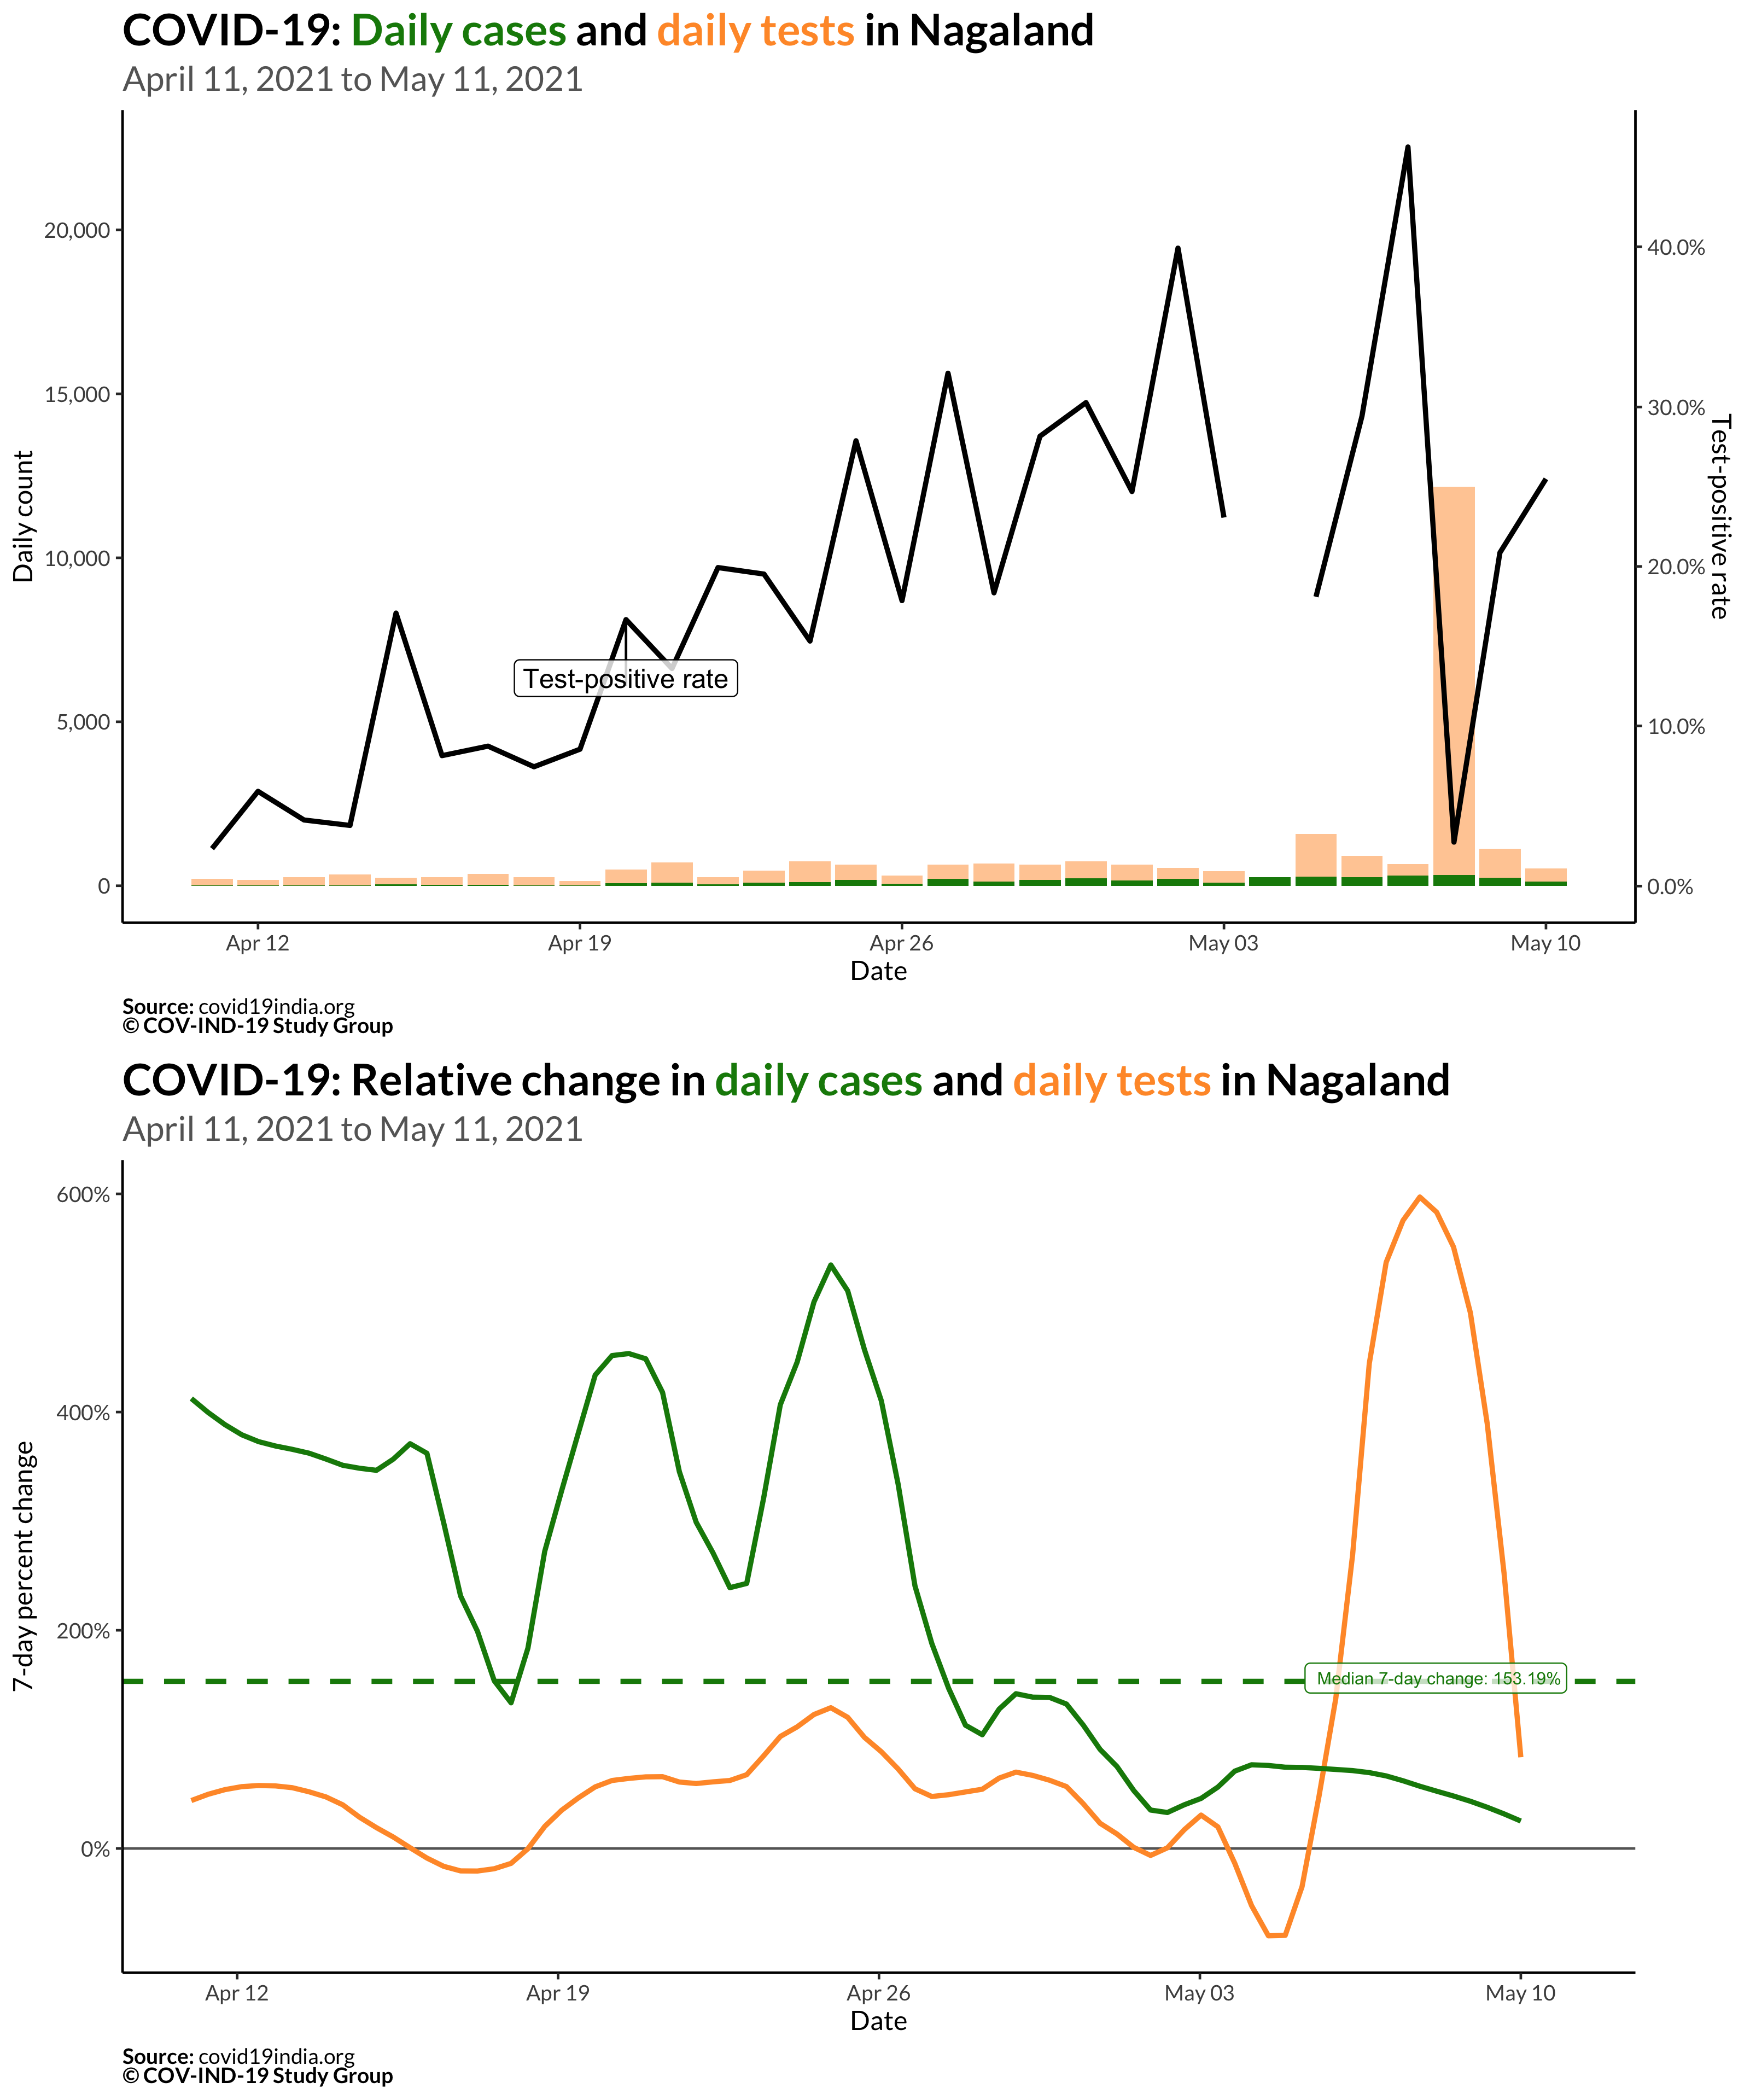 COVID-19: Daily cases and daily tests in Nagaland
April 11, 2021 to May 11, 2021
20,000
15,000
10,000
5,000
0
Daily count
40.0%
30.0%
20.0%
10.0%
0.0%
Test-positive rate
Test-positive rate
Apr 12
Apr 19
Apr 26
May 03
May 10
Date
Source: covid19india.org
© COV-IND-19 Study Group
COVID-19: Relative change in daily cases and daily tests in Nagaland
April 11, 2021 to May 11, 2021
600%
400%
200%
0%
7-day percent change
Median 7-day change: 153.19%
Apr 12
Apr 19
Apr 26
May 03
May 10
Date
Source: covid19india.org
© COV-IND-19 Study Group